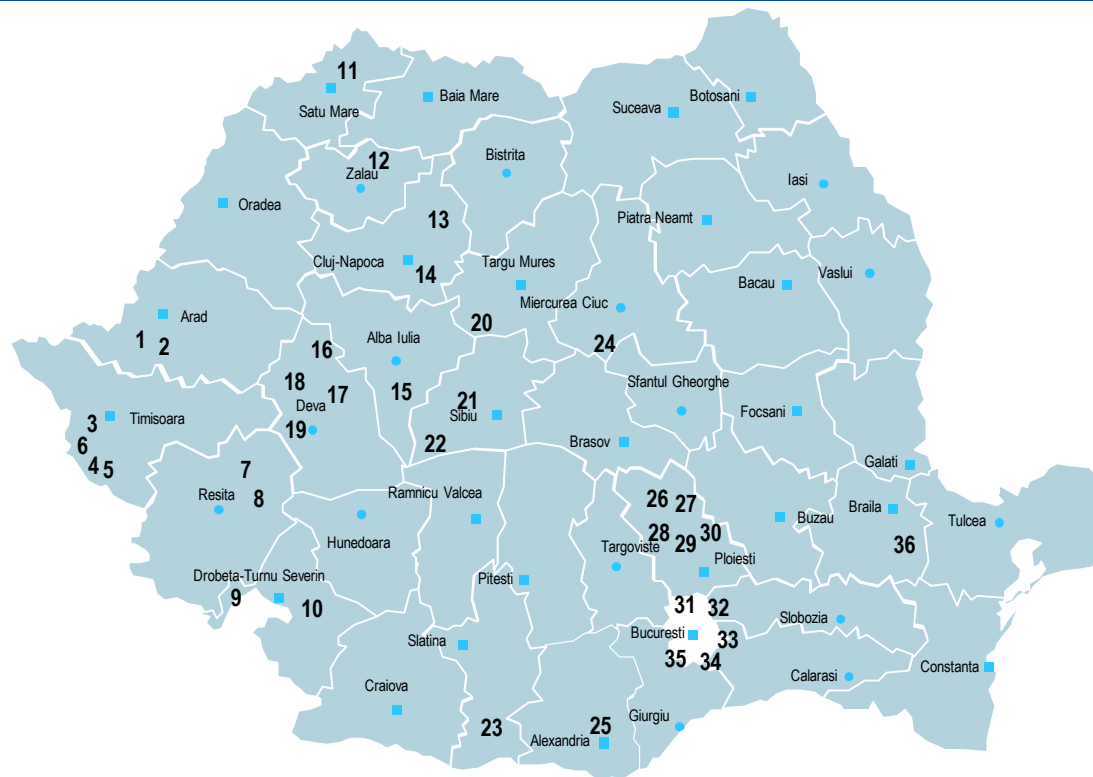 11
Satu Mare
Baia Mare
Suceava
Botosani
12
Zalau
Bistrita
Iasi
Oradea
13
Piatra Neamt
Cluj-Napoca
14
Targu Mures
Vaslui
Bacau
Miercurea Ciuc
Arad
1
2
20
24
16
Alba Iulia
18
17
15
Deva
21
Sibiu
Sfantul Gheorghe
Focsani
3
Timisoara
19
6
22
Brasov
4
5
7
8
Resita
Galati
Ramnicu Valcea
26
27
Buzau
Braila
Tulcea
Hunedoara
28
29
30
36
Targoviste
Ploiesti
Drobeta-Turnu Severin
Pitesti
9
10
31
32
Slobozia
Bucuresti
33
Slatina
35
34
Calarasi
Constanta
Craiova
23
25
Giurgiu
Alexandria